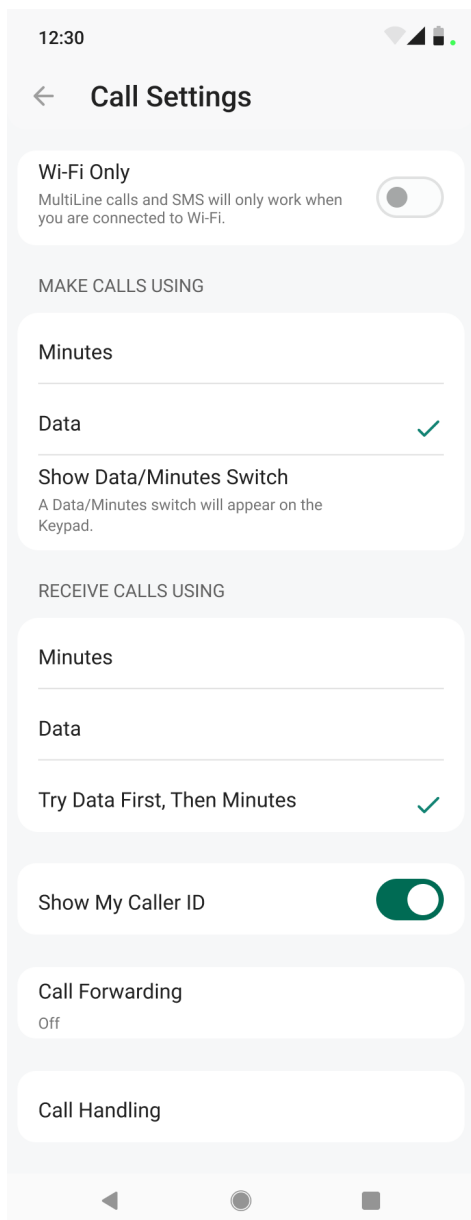 12:30
Call Settings
Wi-Fi Only
MultiLine calls and SMS will only work when
you are connected to Wi-Fi.
MAKE CALLS USING
Minutes
Data
Show Data/Minutes Switch
A Data/Minutes switch will appear on the
Keypad.
RECEIVE CALLS USING
Minutes
Data
Try Data First, Then Minutes
Show My Caller ID
Call Forwarding
Off
Call Handling